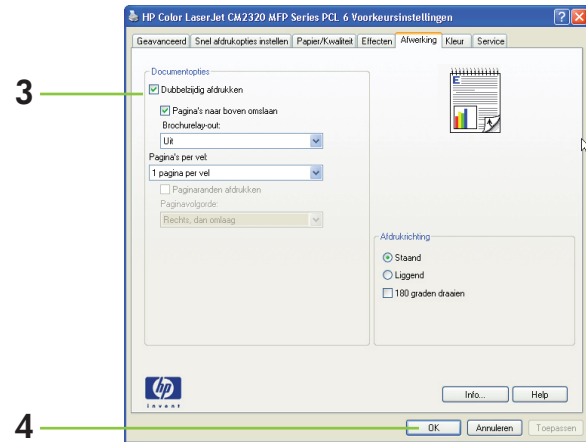 HP Color LaserJet CM2320 MFP Series PCL 6 Voorkeursinstellingen
Geavanceerd Snel afdrukopties instellen Papier/Kwaliteit Effecten Afwerking Kleur Service
Documentopties
3
Dubbelzijdig afdrukken
Pagina's naar boven omslaan
Brochurelay-out:
Uit
Pagina's per vel:
1 pagina per vel
Paginaranden afdrukken
Paginavolgorde:
Rechts, dan omlaag
E
Afdrukrichting
Staand
Liggend
180 graden draaien
hp
invent
Info... Help
4
OK Annuleren Toepassen